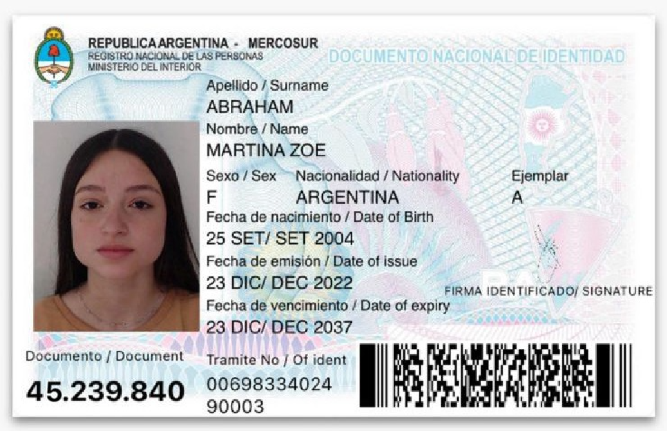 REPUBLICA ARGENTINA - MERCOSUR
REGISTRO NACIONAL DE LAS PERSONAS
MINISTERIO DEL INTERIOR
DOCUMENTO NACIONAL DE IDENTIDAD
Apellido / Surname
ABRAHAM
Nombre / Name
MARTINA ZOE
Sexo / Sex Nacionalidad / Nationality Ejemplar
F ARGENTINA A
Fecha de nacimiento / Date of Birth
25 SET/ SET 2004
Fecha de emisión / Date of issue
23 DIC/ DEC 2022
FIRMA IDENTIFICADO/ SIGNATURE
Fecha de vencimiento / Date of expiry
23 DIC/ DEC 2037
Documento / Document
45.239.840
Tramite No / Of ident
00698334024
90003